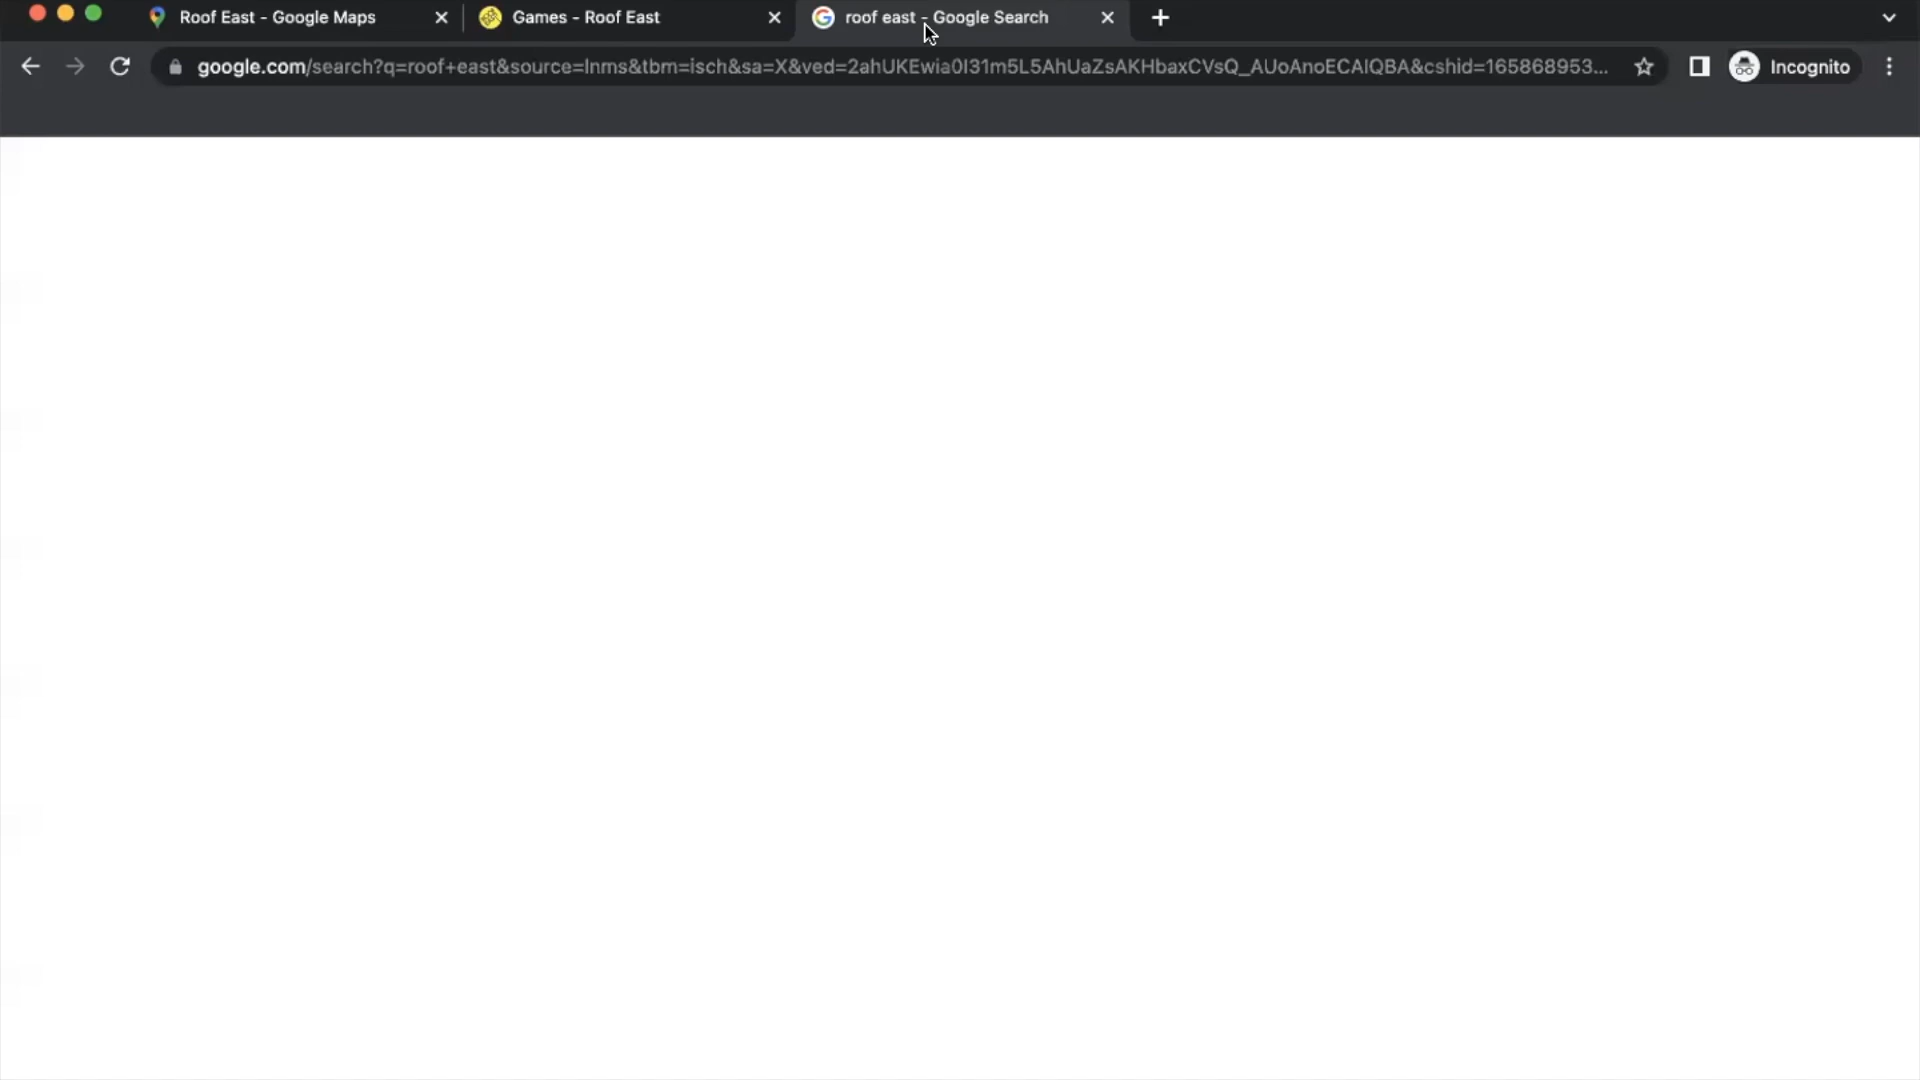 Roof East - Google Maps
Games - Roof East
roof east - Google Search
google.com/search?q=roof+east&source=lnms&tbm=isch&sa=X&ved=2ahUKEwia0I31m5L5AhUaZsAKHbaxCVsQ_AUoAnoECAIQBA&cshid=165868953...
Incognito